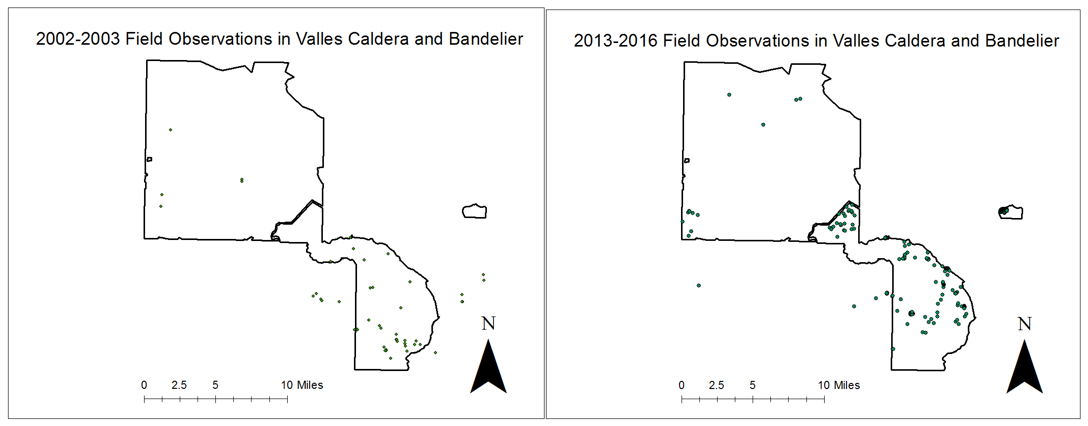 2002-2003 Field Observations in Valles Caldera and Bandelier
N
0 2.5 5 10 Miles
2013-2016 Field Observations in Valles Caldera and Bandelier
N
0 2.5 5 10 Miles